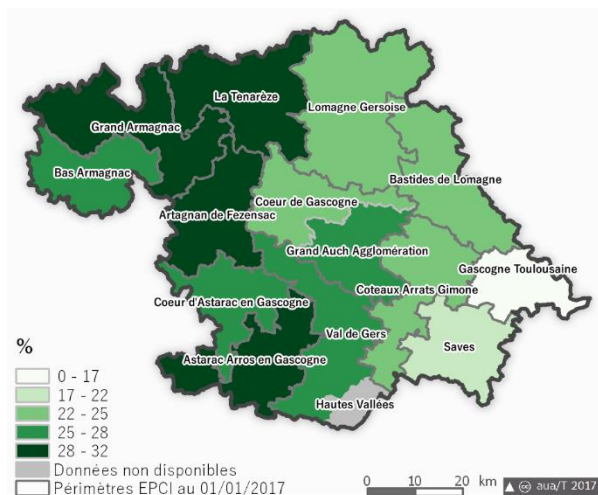 La Tenarèze
Lomagne Gersoise
Grand Armagnac
Bas Armagnac
Bastides de Lomagne
Coeur de Gascogne
Artagnan de Fezensac
Grand Auch Agglomération
Gascogne Toulousaine
Coteaux Arrats Gimone
Coeur d'Astarac en Gascogne
Val de Gers
Saves
Astarac Arros en Gascogne
Hautes Vallées
%
0 - 17
17 - 22
22 - 25
25 - 28
28 - 32
Données non disponibles
Périmètres EPCI au 01/01/2017
0 10 20 km
cc aua/T 2017